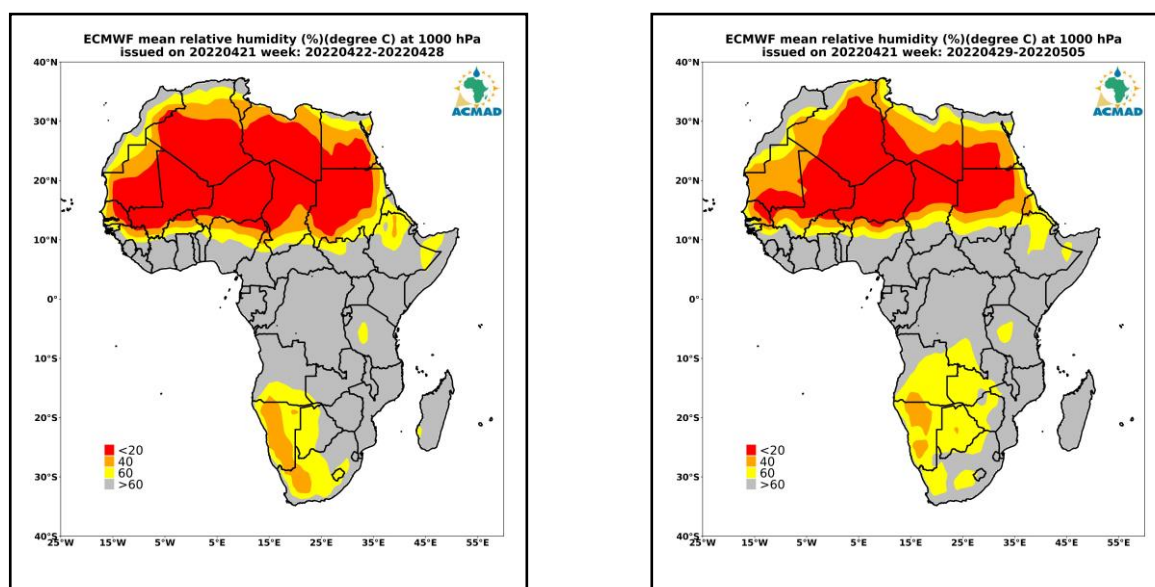 ECMWF mean relative humidity (%)(degree C) at 1000 hPa
issued on 20220421 week: 20220422-20220428
40°N
30°N
20°N
10°N
0°
10°S
20°S
30°S
40°S
25°W
15°W
5°W
5°E
15°E
25°E
35°E
45°E
55°E
ACMAD
<20
40
60
>60
ECMWF mean relative humidity (%)(degree C) at 1000 hPa
issued on 20220421 week: 20220429-20220505
40°N
30°N
20°N
10°N
0°
10°S
20°S
30°S
40°S
25°W
15°W
5°W
5°E
15°E
25°E
35°E
45°E
55°E
ACMAD
<20
40
60
>60